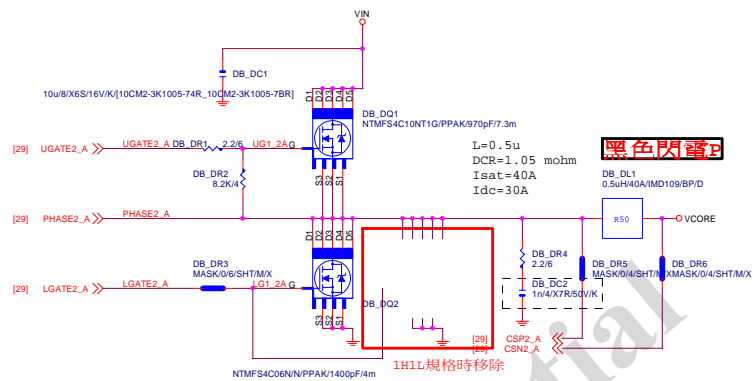 VIN
DB_DC1
10u/8/X6S/16V/K/[10CM2-3K1005-74R_10CM2-3K1005-7BR]
D1
D2
D3
D4
D5
DB_DQ1
NTMFS4C10NT1G/PPAK/970pF/7.3m
[29] UGATE2_A
UGATE2_A
DB_DR1
2.2/6
UG1_2A
G
S3
S2
S1
DB_DR2
8.2K/4
L=0.5u
DCR=1.05 mohm
Isat=40A
Idc=30A
黑色閃電P
DB_DL1
0.5uH/40A/IMD109/BP/D
R50
VCORE
[29] PHASE2_A
PHASE2_A
D1
D2
D3
D4
D5
DB_DR3
MASK/0/6/SHT/M/X
[29] LGATE2_A
LGATE2_A
LG1_2A
G
S3
S2
S1
DB_DQ2
NTMFS4C06N/N/PPAK/1400pF/4m
DB_DR4
2.2/6
DB_DC2
1n/4/X7R/50V/K
DB_DR5
MASK/0/4/SHT/M/X
DB_DR6
MASK/0/4/SHT/M/X
[29] CSP2_A
[29] CSN2_A
1H1L規格時移除